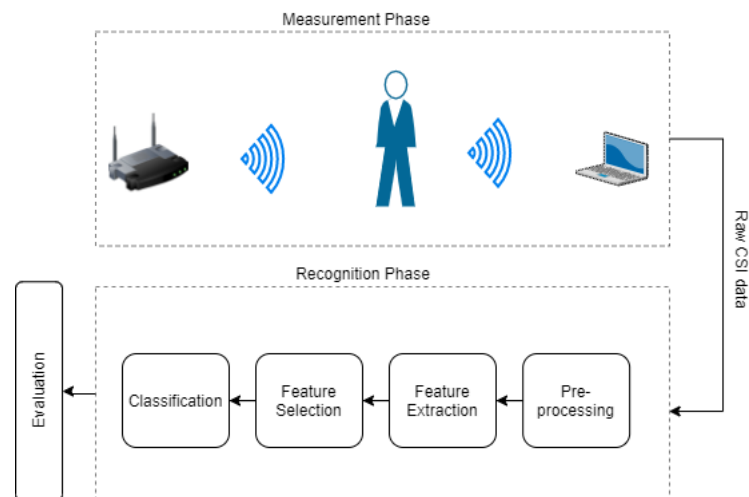 Measurement Phase
Raw CSI data
Recognition Phase
Evaluation
Classification
Feature
Selection
Feature
Extraction
Pre-
processing